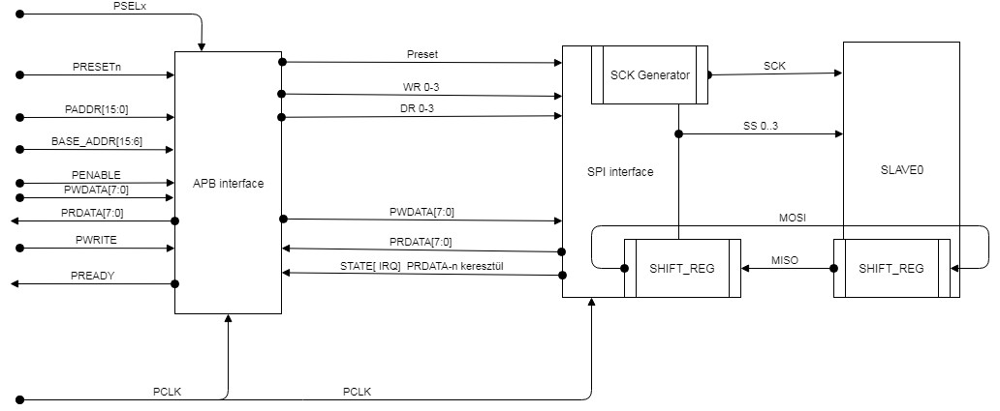 PSELx
PRESETn
PADDR[15:0]
BASE_ADDR[15:6]
PENABLE
PWDATA[7:0]
PRDATA[7:0]
PWRITE
PREADY
APB interface
Preset
WR 0-3
DR 0-3
PWDATA[7:0]
PRDATA[7:0]
STATE[ IRQ] PRDATA-n keresztül
SCK Generator
SPI interface
SCK
SS 0..3
SLAVE0
MOSI
SHIFT_REG
MISO
SHIFT_REG
PCLK
PCLK